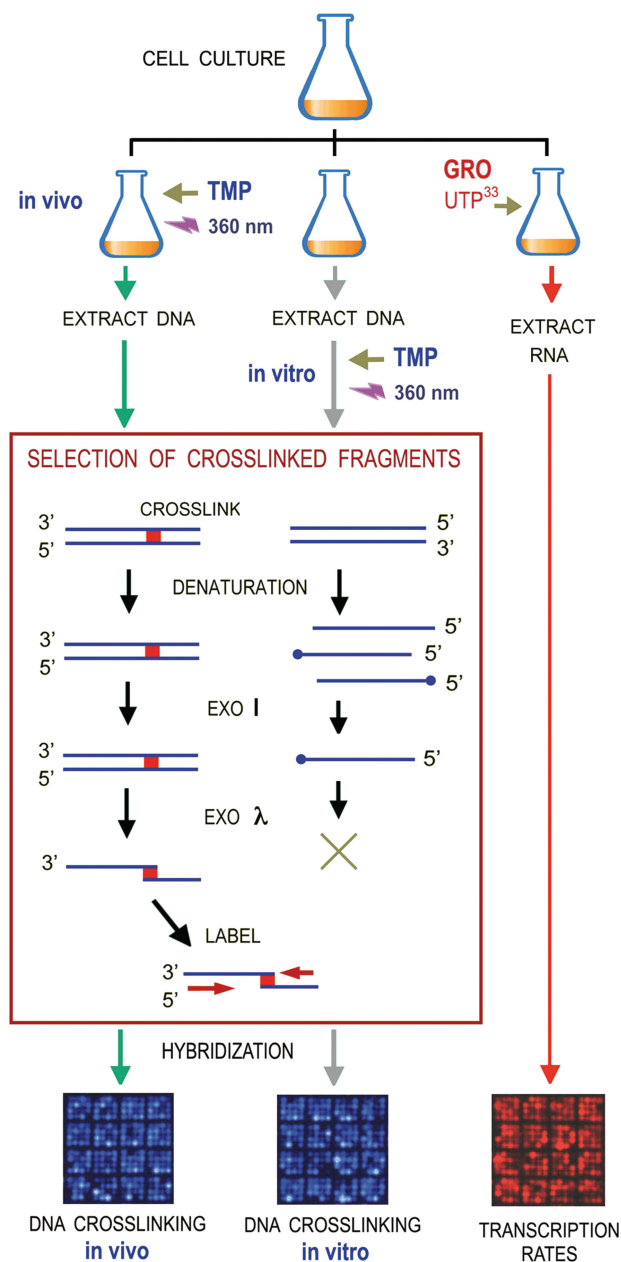 CELL CULTURE
in vivo
TMP
360 nm
GRO
UTP33
EXTRACT DNA
EXTRACT DNA
EXTRACT
RNA
in vitro
TMP
360 nm
SELECTION OF CROSSLINKED FRAGMENTS
CROSSLINK
3’
5’
5’
3’
DENATURATION
3’
5’
5’
5’
5’
EXO I
3’
5’
5’
EXO λ
3’
LABEL
3’
5’
HYBRIDIZATION
DNA CROSSLINKING
in vivo
DNA CROSSLINKING
in vitro
TRANSCRIPTION
RATES